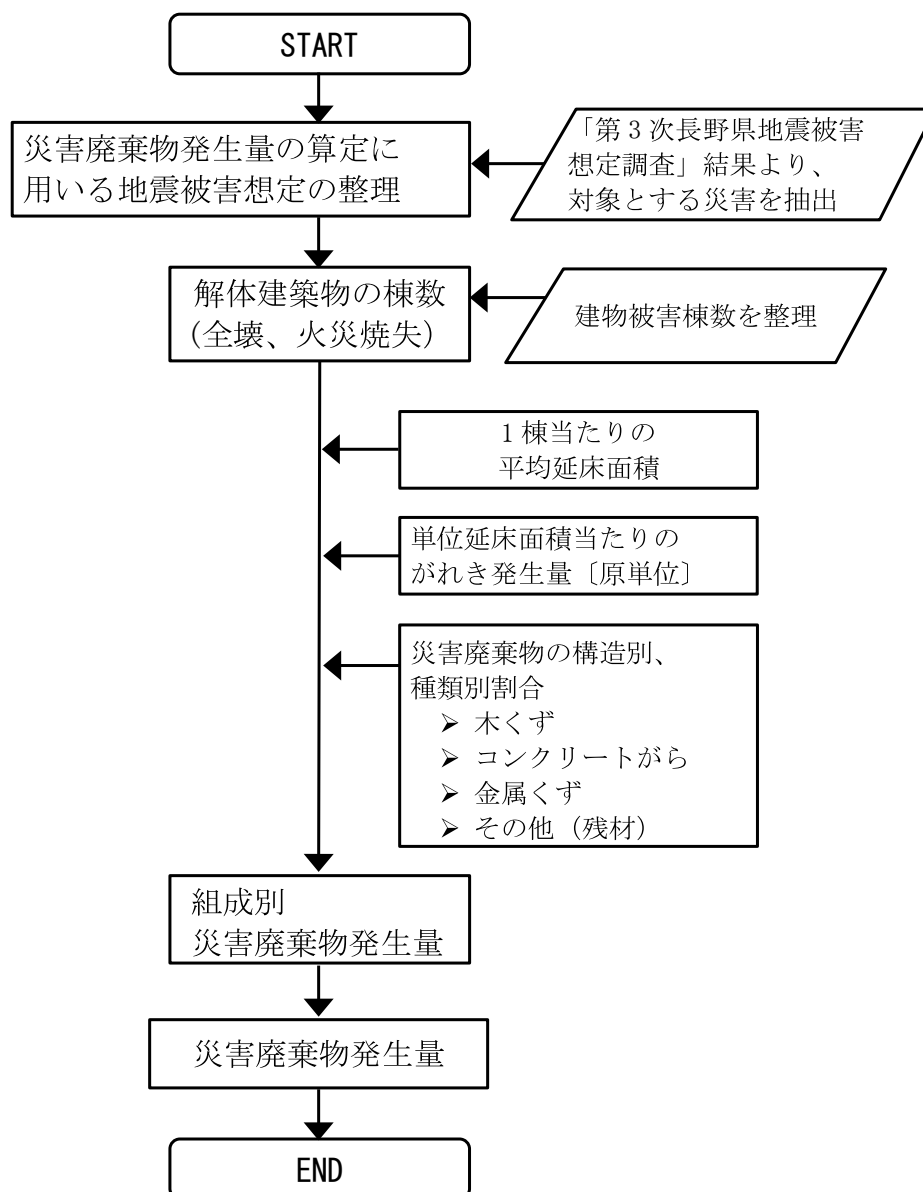 START
災害廃棄物発生量の算定に
用いる地震被害想定の整理
「第３次長野県地震被害
想定調査」結果より、
対象とする災害を抽出
解体建築物の棟数
(全壊、火災焼失)
建物被害棟数を整理
１棟当たりの
平均延床面積
単位延床面積当たりの
がれき発生量〔原単位〕
災害廃棄物の構造別、
種類別割合
➢ 木くず
➢ コンクリートがら
➢ 金属くず
➢ その他（残材）
組成別
災害廃棄物発生量
災害廃棄物発生量
END